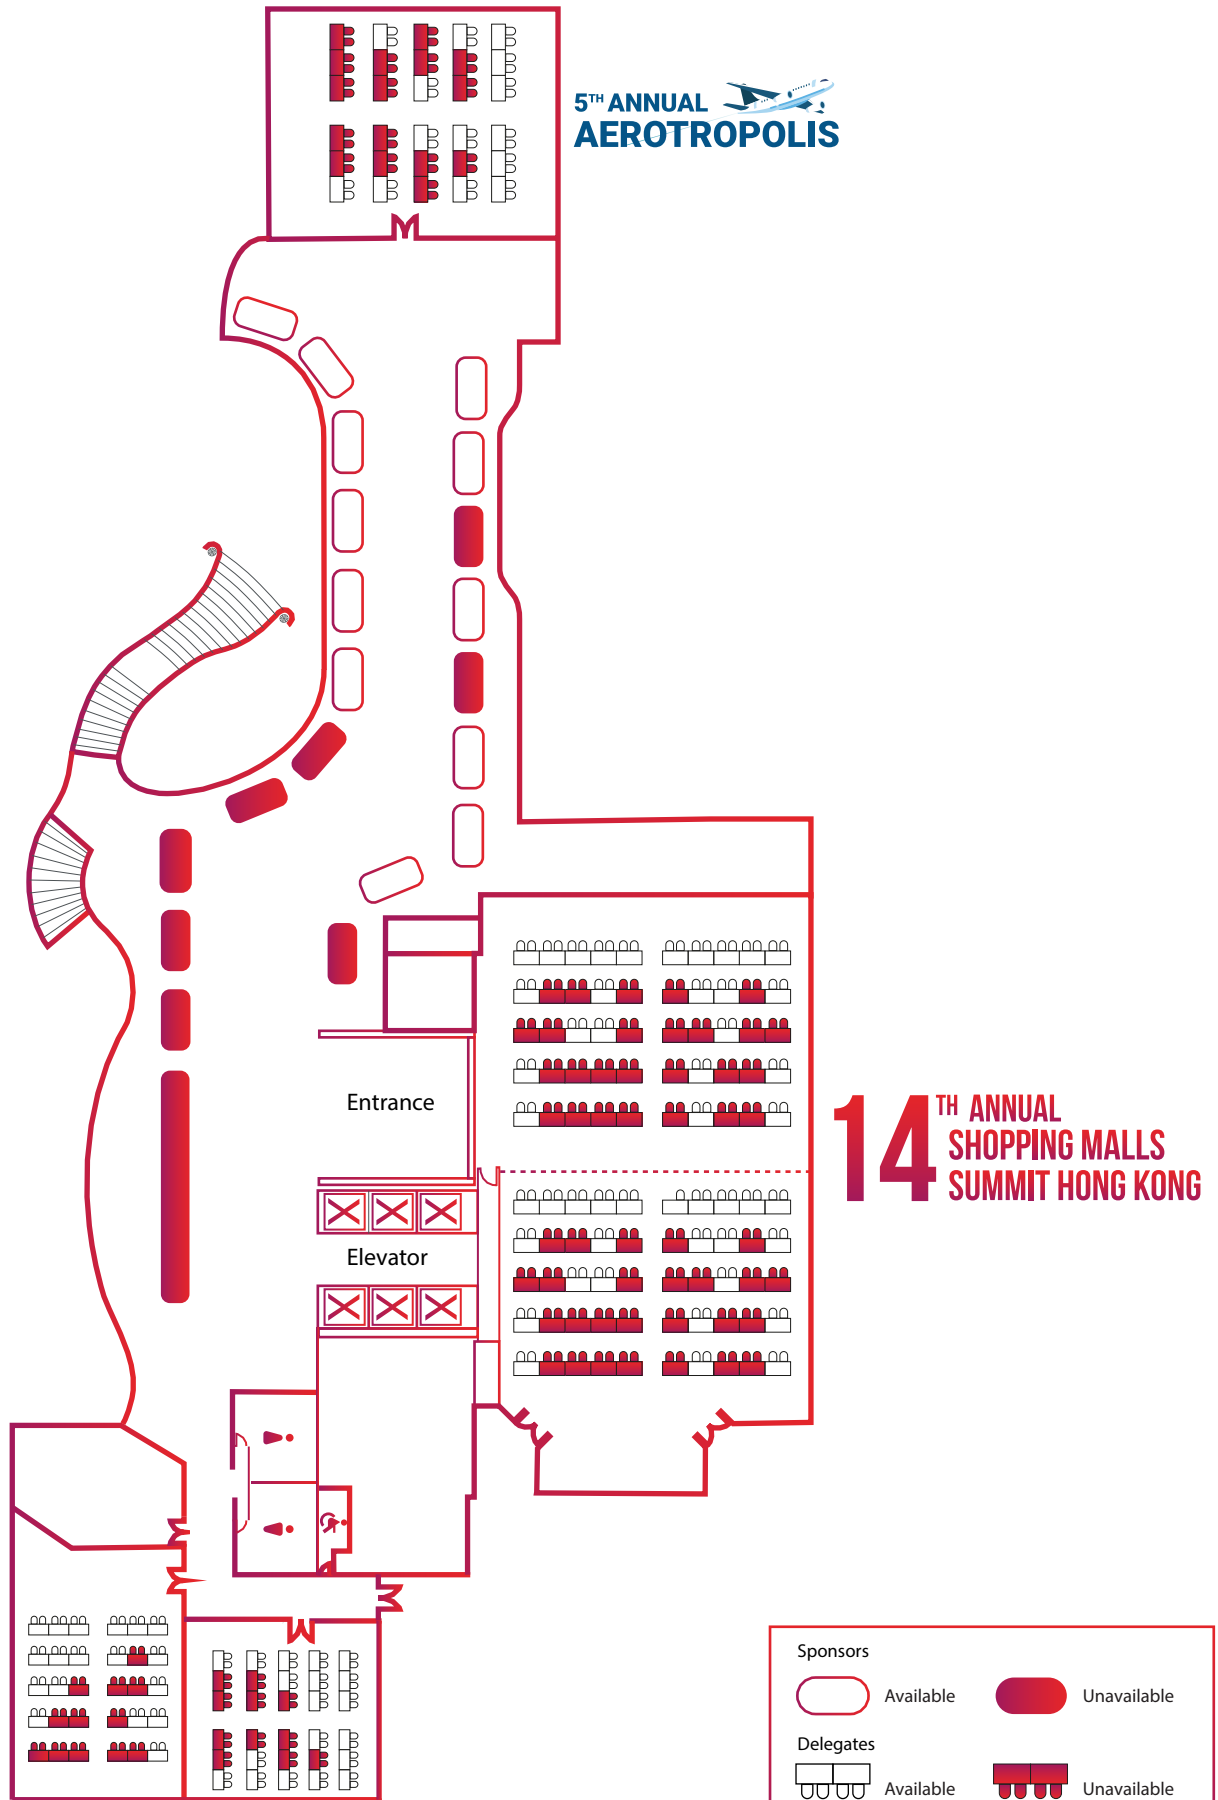 5TH ANNUAL
AEROTROPOLIS
Entrance
14TH ANNUAL
SHOPPING MALLS
SUMMIT HONG KONG
Elevator
Sponsors
Available
Unavailable
Delegates
Available
Unavailable